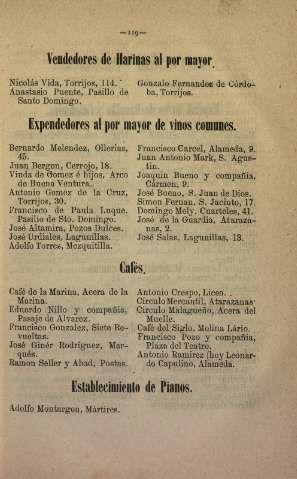 —119—
Vendedores de Harinas al por mayor.
Nicolás Vida, Torrijos, 114.
Anastasio Puente, Pasillo de
Santo Domingo.
Gonzalo Fernandez de Córdo-
ba, Torrijos.
Expendedores al por mayor de vinos comunes.
Bernardo Melendez, Ollerías,
45.
Juan Bergon, Cerrojo, 18.
Vinda de Gomez é hijos, Arco
de Buena Ventura.
Antonio Gomez de la Cruz,
Torrijos, 30.
Francisco de Paula Luque.
Pasillo de Sto. Domingo.
José Altamira, Pozos Dulces.
José Urdiales, Lagunillas.
Adolfo Torres, Mozquitilla.
Francisco Carcel, Alameda, 9.
Juan Antonio Mark, S. Agus-
tin.
Joaquin Bueno y compañía,
Cármen, 9.
José Bueno, S. Juan de Dios.
Simon Fernan, S. Jacinto, 17.
Domingo Mely, Cuarteles, 41.
José de la Guardia, Ataraza-
nas, 2.
José Salas, Lagunillas, 13.
Cafés.
Café de la Marina, Acera de la
Marina.
Eduardo Nillo y compañía,
Pasaje de Alvarez.
Francisco Gonzalez, Siete Re-
vueltas.
José Ginér Rodriguez, Mar-
qués.
Ramon Seller y Abad, Postas.
Antonio Crespo, Liceo.
Círculo Mercantil, Atarazanas
Círculo Malagueño, Acera del
Muelle.
Café del Siglo, Molina Lário.
Francisco Pozo y compañía,
Plaza del Teatro.
Antonio Ramirez (hoy Leonar-
do Capulino, Alameda.
Establecimiento de Pianos.
Adolfo Montargon, Mártires.